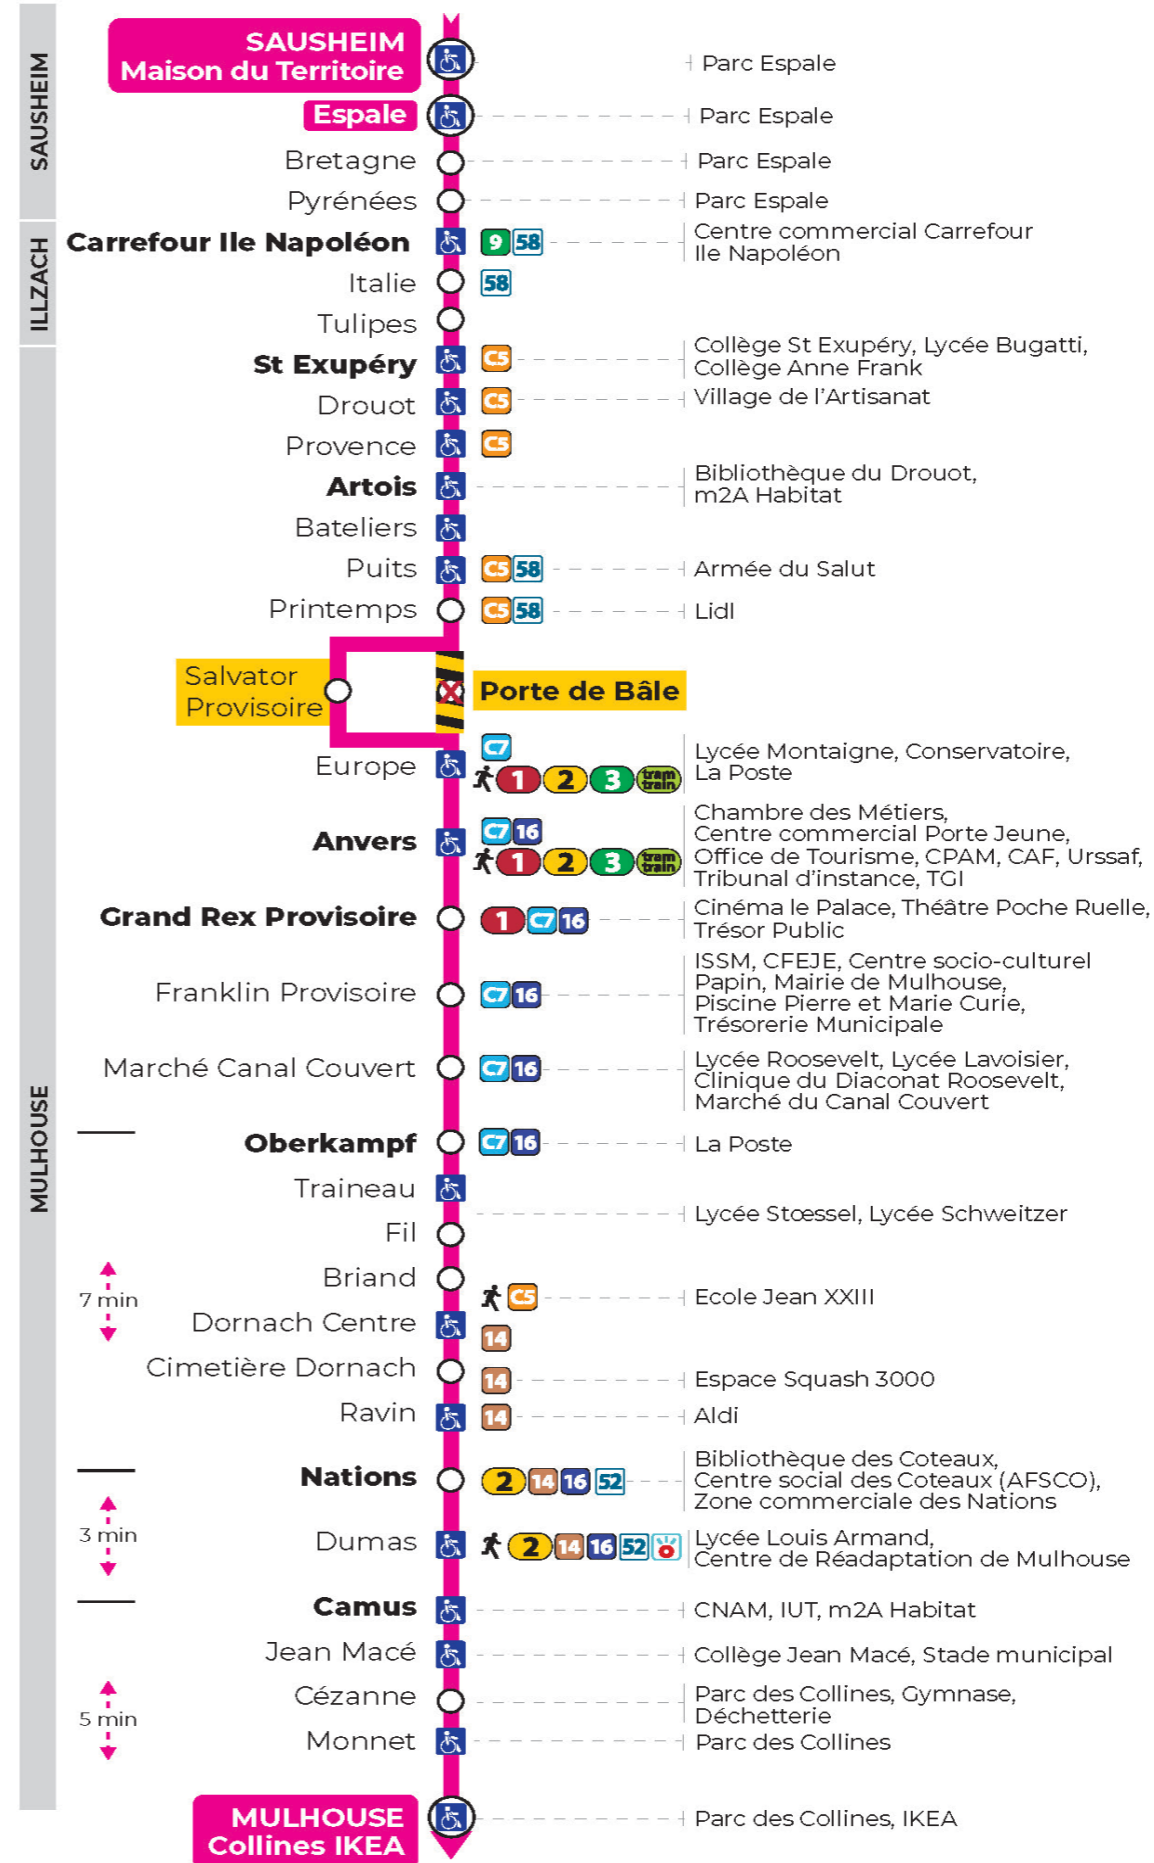 SAUSHEIM
SAUSHEIM
Maison du Territoire
Parc Espale
Espale
Parc Espale
Bretagne
Parc Espale
Pyrénées
Parc Espale
ILLZACH
Carrefour Ile Napoléon
9 58
Centre commercial Carrefour
Ile Napoléon
Italie
58
Tulipes
MULHOUSE
St Exupéry
C5
Collège St Exupéry, Lycée Bugatti,
Collège Anne Frank
Drouot
C5
Village de l'Artisanat
Provence
C5
Artois
Bibliothèque du Drouot,
m2A Habitat
Bateliers
Puits
C5 58
Armée du Salut
Printemps
C5 58
Lidl
Salvator
Provisoire
Porte de Bâle
Europe
C7
1 2 3 tram train
Lycée Montaigne, Conservatoire,
La Poste
Anvers
C7 16
1 2 3 tram train
Chambre des Métiers,
Centre commercial Porte Jeune,
Office de Tourisme, CPAM, CAF, Urssaf,
Tribunal d'instance, TGI
Grand Rex Provisoire
1 C7 16
Cinéma le Palace, Théâtre Poche Ruelle,
Trésor Public
Franklin Provisoire
C7 16
ISSM, CFEJE, Centre socio-culturel
Papin, Mairie de Mulhouse,
Piscine Pierre et Marie Curie,
Trésorerie Municipale
Marché Canal Couvert
C7 16
Lycée Roosevelt, Lycée Lavoisier,
Clinique du Diaconat Roosevelt,
Marché du Canal Couvert
Oberkampf
C7 16
La Poste
Traineau
Lycée Stœssel, Lycée Schweitzer
Fil
Briand
7 min
C5
Ecole Jean XXIII
Dornach Centre
14
Cimetière Dornach
14
Espace Squash 3000
Ravin
14
Aldi
Nations
2 14 16 52
Bibliothèque des Coteaux,
Centre social des Coteaux (AFSCO),
Zone commerciale des Nations
3 min
Dumas
2 14 16 52
Lycée Louis Armand,
Centre de Réadaptation de Mulhouse
Camus
CNAM, IUT, m2A Habitat
Jean Macé
Collège Jean Macé, Stade municipal
Cézanne
Parc des Collines, Gymnase,
Déchetterie
5 min
Monnet
Parc des Collines
MULHOUSE
Collines IKEA
Parc des Collines, IKEA